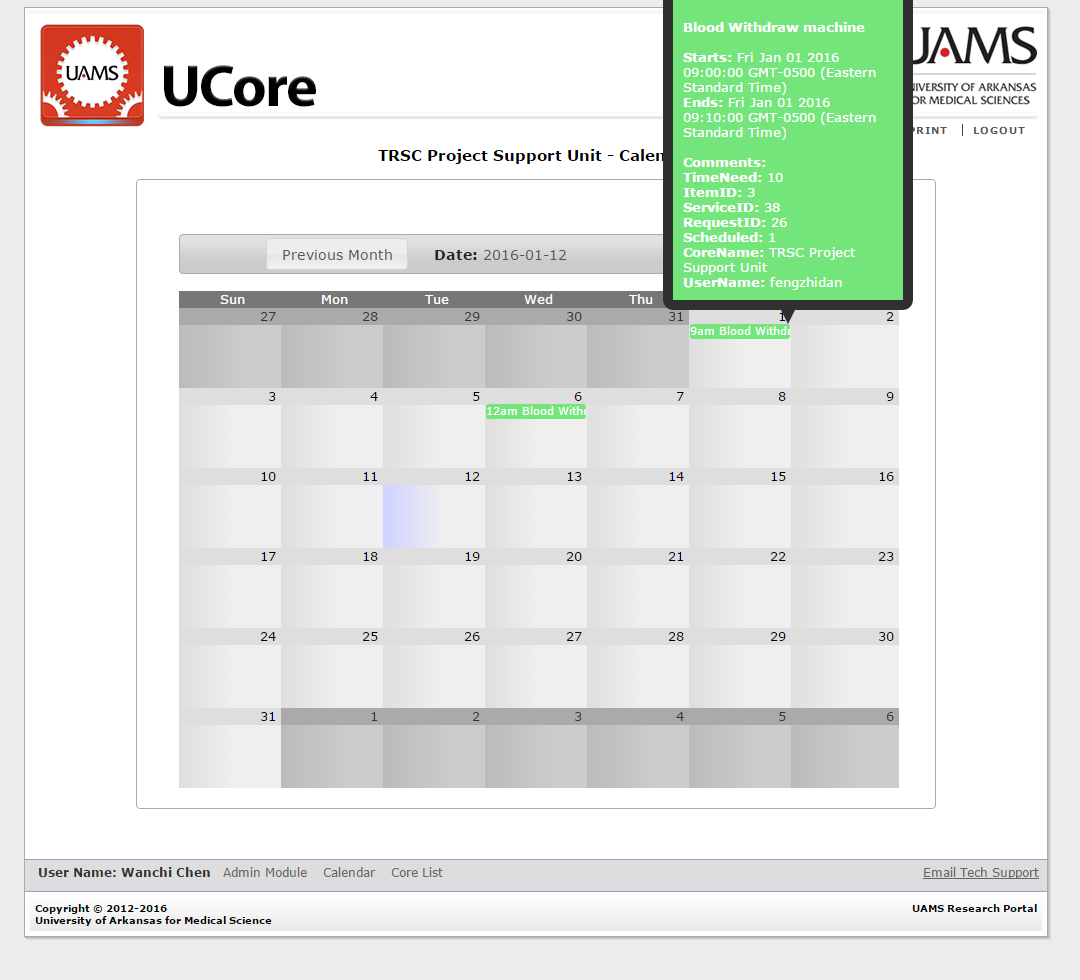 Blood Withdraw machine
Starts: Fri Jan 01 2016
09:00:00 GMT-0500 (Eastern
Standard Time)
Ends: Fri Jan 01 2016
09:10:00 GMT-0500 (Eastern
Standard Time)
Comments:
TimeNeed: 10
ItemID: 3
ServiceID: 38
RequestID: 26
Scheduled: 1
CoreName: TRSC Project
Support Unit
UserName: fengzhidan
UAMS
UCore
UAMS
UNIVERSITY OF ARKANSAS
FOR MEDICAL SCIENCES
PRINT | LOGOUT
TRSC Project Support Unit - Calen
Previous Month Date: 2016-01-12
Sun Mon Tue Wed Thu
27 28 29 30 31 1 2
9am Blood Withdr
3 4 5 6 7 8 9
12am Blood Withd
10 11 12 13 14 15 16
17 18 19 20 21 22 23
24 25 26 27 28 29 30
31 1 2 3 4 5 6
User Name: Wanchi Chen Admin Module Calendar Core List Email Tech Support
Copyright © 2012-2016 UAMS Research Portal
University of Arkansas for Medical Science